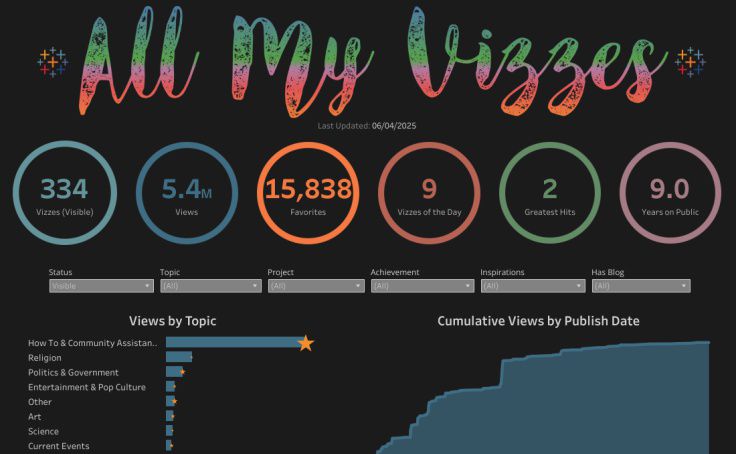 All My Vizzes
Last Updated: 06/04/2025
334
Vizzes (Visible)
5.4M
Views
15,838
Favorites
9
Vizzes of the Day
2
Greatest Hits
9.0
Years on Public
Status
Visible
Topic
(All)
Project
(All)
Achievement
(All)
Inspirations
(All)
Has Blog
(All)
Views by Topic
How To & Community Assistan..
Religion
Politics & Government
Entertainment & Pop Culture
Other
Art
Science
Current Events
Cumulative Views by Publish Date